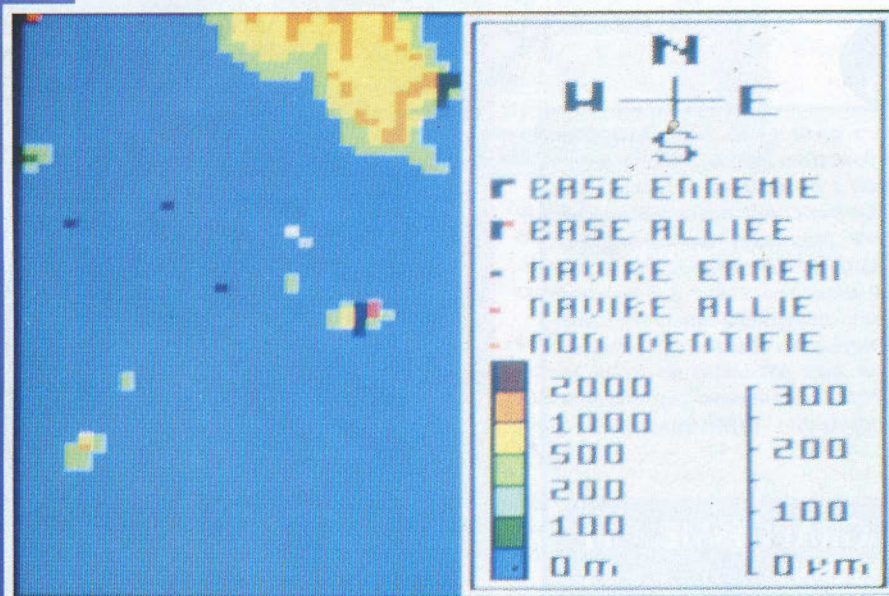 N
W E
S
BASE ENNEMIE
BASE ALLIEE
NAVIRE ENNEMI
NAVIRE ALLIE
NON IDENTIFIE
2000 300
1000
500 200
200
100 100
0 m 0 km